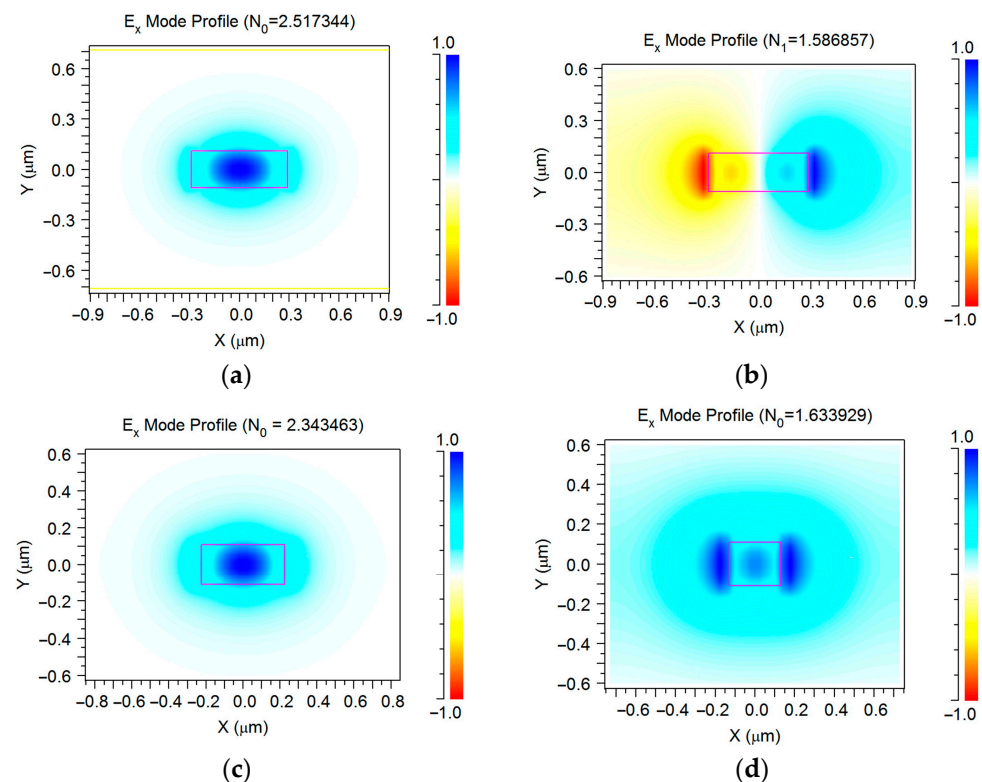 Eₓ Mode Profile (N₀=2.517344)
1.0
0.6
0.3
0.0
−0.3
−0.6
Y (μm)
−0.9 −0.6 −0.3 0.0 0.3 0.6 0.9
−1.0
X (μm)
(a)
Eₓ Mode Profile (N₁=1.586857)
1.0
0.6
0.3
0.0
−0.3
−0.6
Y (μm)
−0.9 −0.6 −0.3 0.0 0.3 0.6 0.9
−1.0
X (μm)
(b)
Eₓ Mode Profile (N₀ = 2.343463)
1.0
0.6
0.4
0.2
0.0
−0.2
−0.4
−0.6
Y (μm)
−0.8 −0.6 −0.4 −0.2 0.0 0.2 0.4 0.6 0.8
−1.0
X (μm)
(c)
Eₓ Mode Profile (N₀=1.633929)
1.0
0.6
0.4
0.2
0.0
−0.2
−0.4
−0.6
Y (μm)
−0.6 −0.4 −0.2 0.0 0.2 0.4 0.6
−1.0
X (μm)
(d)